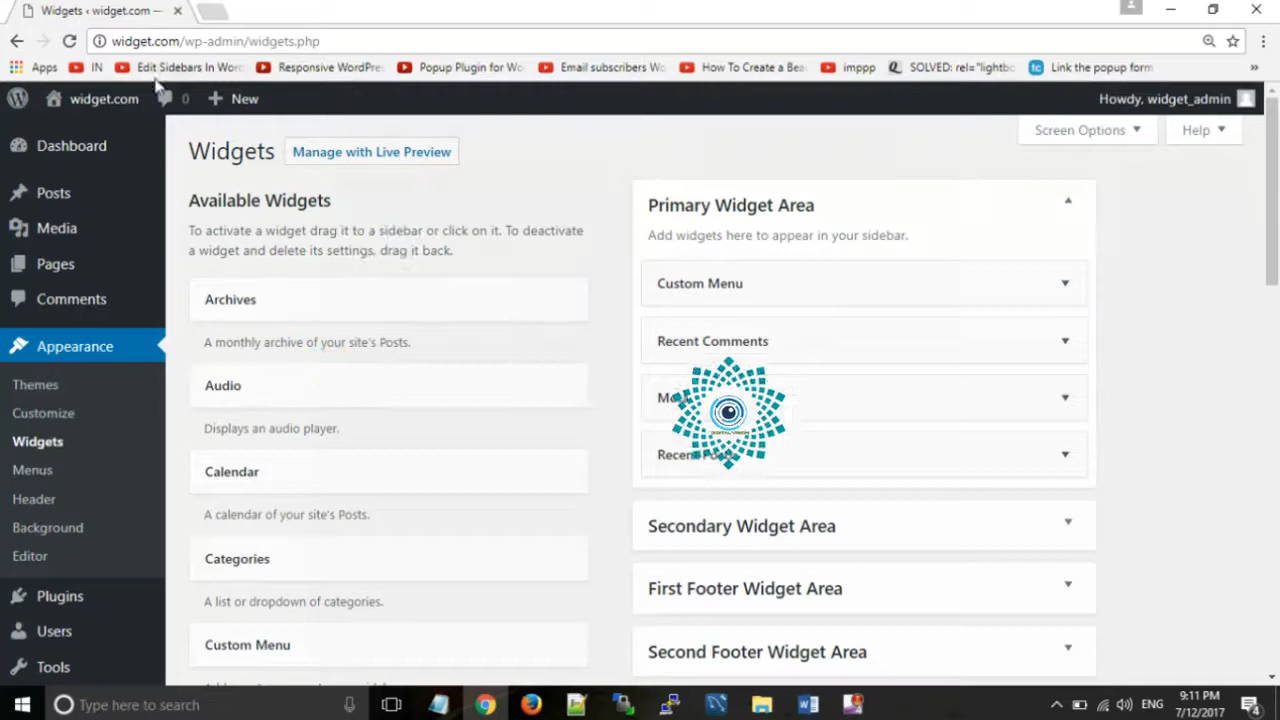 Widgets ‹ widget.com —
widget.com/wp-admin/widgets.php
Apps
IN
Edit Sidebars In Wor
Responsive WordPre
Popup Plugin for Wo
Email subscribers Wo
How To Create a Bea
imppp
SOLVED: rel="lightbo
Link the popup form
»
widget.com
0
+ New
Howdy, widget_admin
Dashboard
Posts
Media
Pages
Comments
Appearance
Themes
Customize
Widgets
Menus
Header
Background
Editor
Plugins
Users
Tools
Screen Options
Help
Widgets
Manage with Live Preview
Available Widgets
To activate a widget drag it to a sidebar or click on it. To deactivate
a widget and delete its settings, drag it back.
Archives
A monthly archive of your site's Posts.
Audio
Displays an audio player.
Calendar
A calendar of your site's Posts.
Categories
A list or dropdown of categories.
Custom Menu
Primary Widget Area
Add widgets here to appear in your sidebar.
Custom Menu
Recent Comments
Recent
DIGITAL VISION
Secondary Widget Area
First Footer Widget Area
Second Footer Widget Area
Type here to search
ENG
9:11 PM
7/12/2017
4